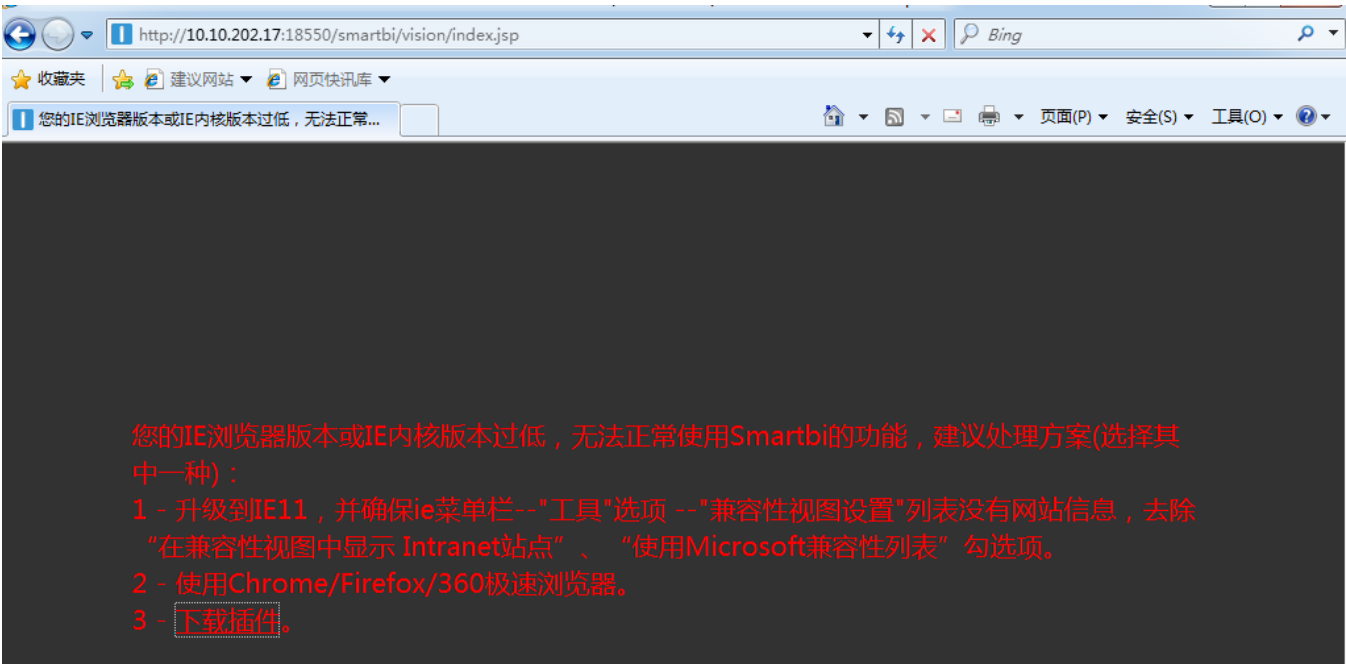 http://10.10.202.17:18550/smartbi/vision/index.jsp Bing
收藏夹 建议网站 网页快讯库
您的IE浏览器版本或IE内核版本过低，无法正常... 页面(P) 安全(S) 工具(O)
您的IE浏览器版本或IE内核版本过低，无法正常使用Smartbi的功能，建议处理方案(选择其
中一种)：
1 - 升级到IE11，并确保ie菜单栏--"工具"选项 --"兼容性视图设置"列表没有网站信息，去除
“在兼容性视图中显示 Intranet站点”、“使用Microsoft兼容性列表”勾选项。
2 - 使用Chrome/Firefox/360极速浏览器。
3 - 下载插件。